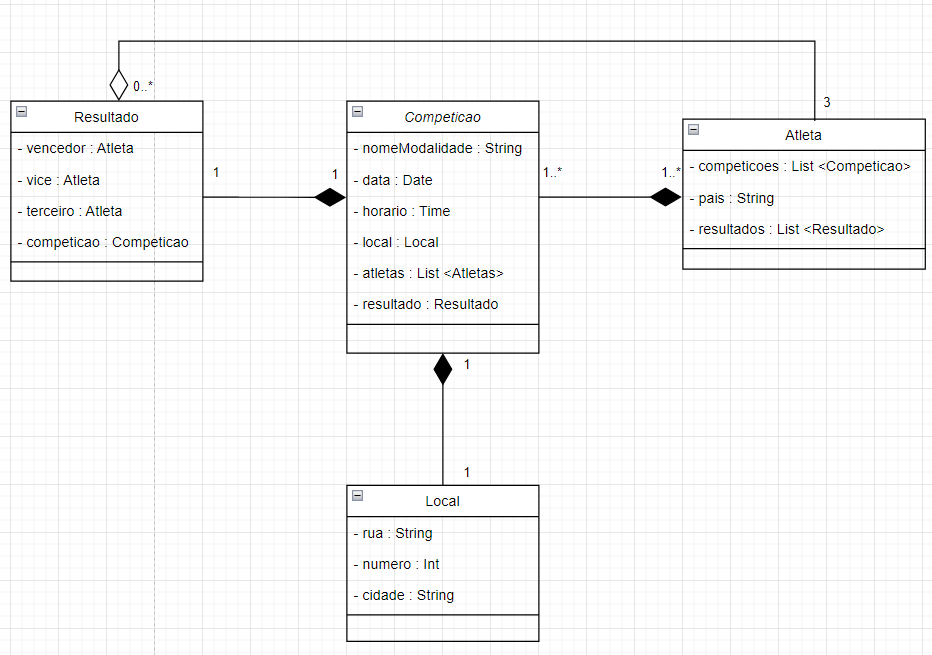 0..*
3
Resultado
- vencedor : Atleta
- vice : Atleta
- terceiro : Atleta
- competicao : Competicao
1
1
Competicao
- nomeModalidade : String
- data : Date
- horario : Time
- local : Local
- atletas : List <Atletas>
- resultado : Resultado
1..*
1..*
Atleta
- competicoes : List <Competicao>
- pais : String
- resultados : List <Resultado>
1
1
Local
- rua : String
- numero : Int
- cidade : String